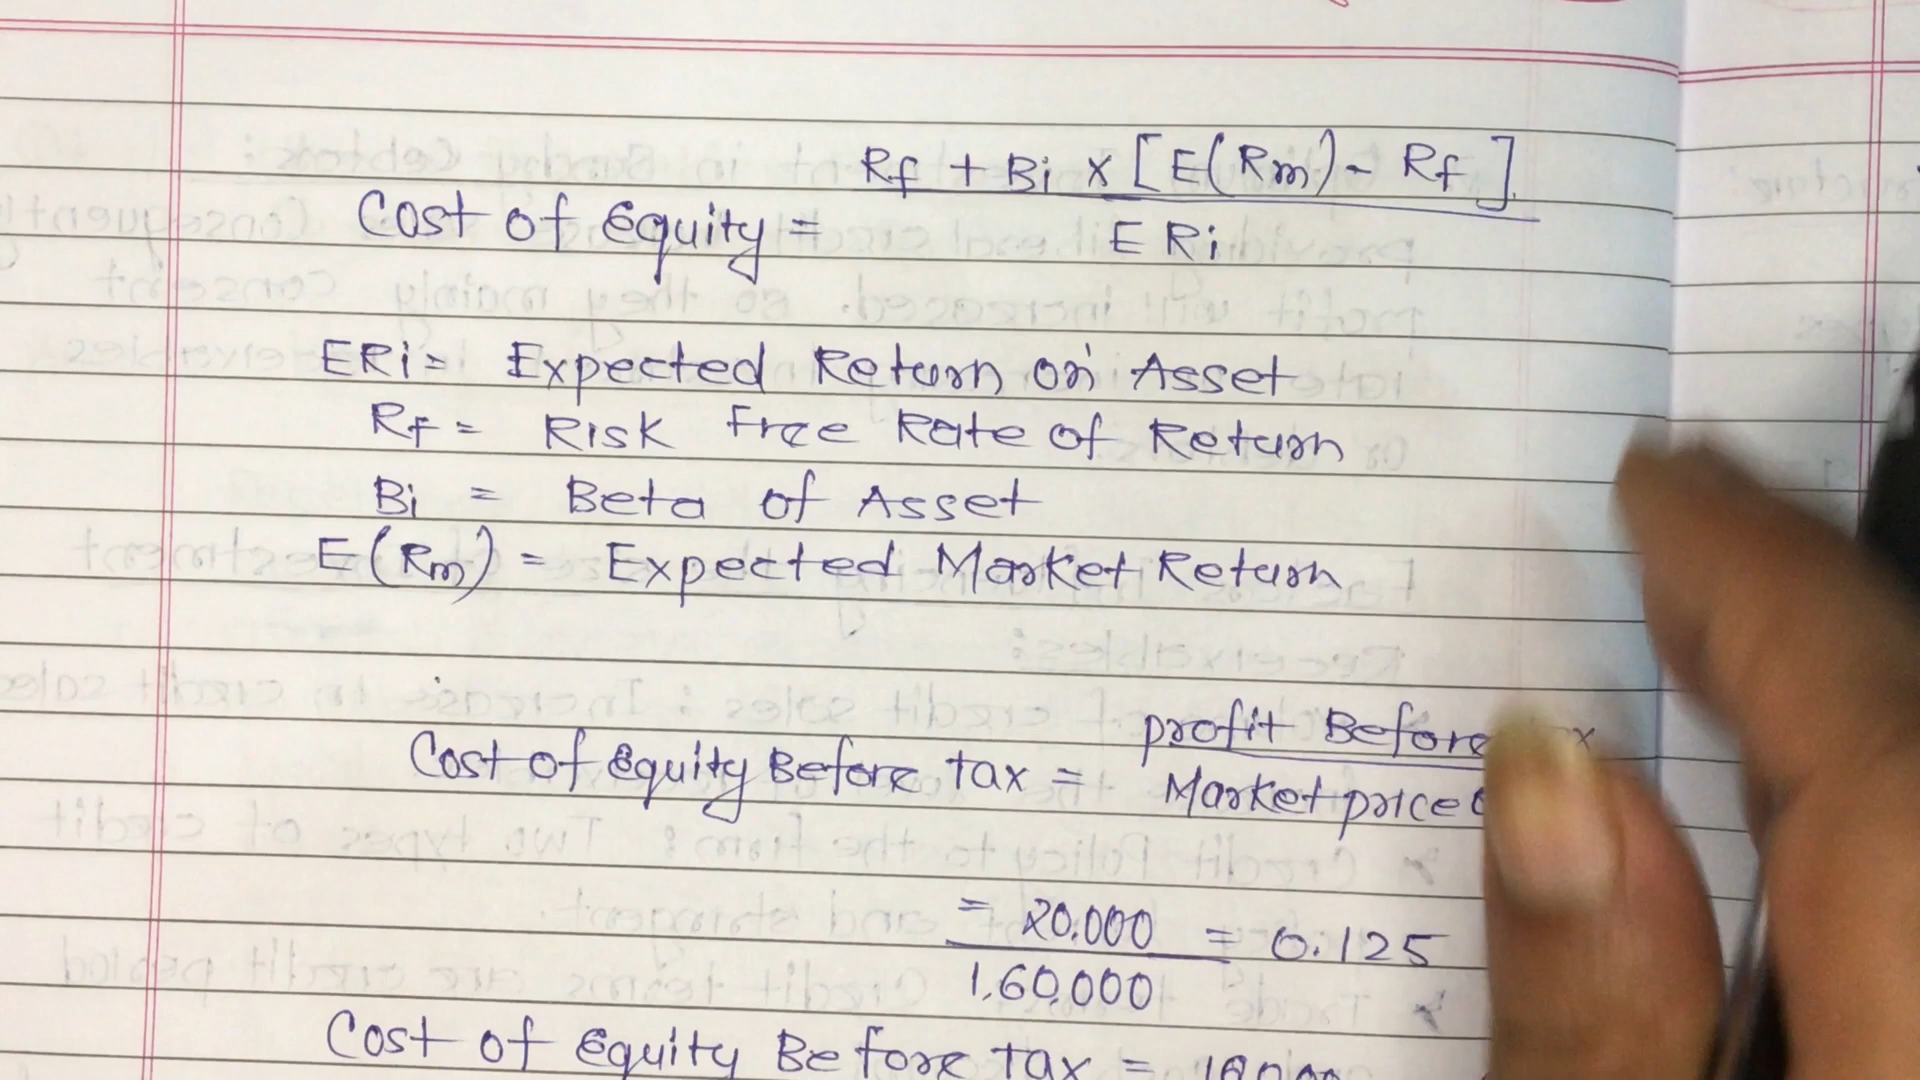 Cost of Equity = Rf + Bi x [E(Rm) - Rf]
ERi
ERi = Expected Return on Asset
Rf = Risk Free Rate of Return
Bi = Beta of Asset
E(Rm) = Expected Market Return
Cost of Equity Before tax = profit Before
Market price
= 20,000 = 0.125
1,60,000
Cost of Equity Before tax =